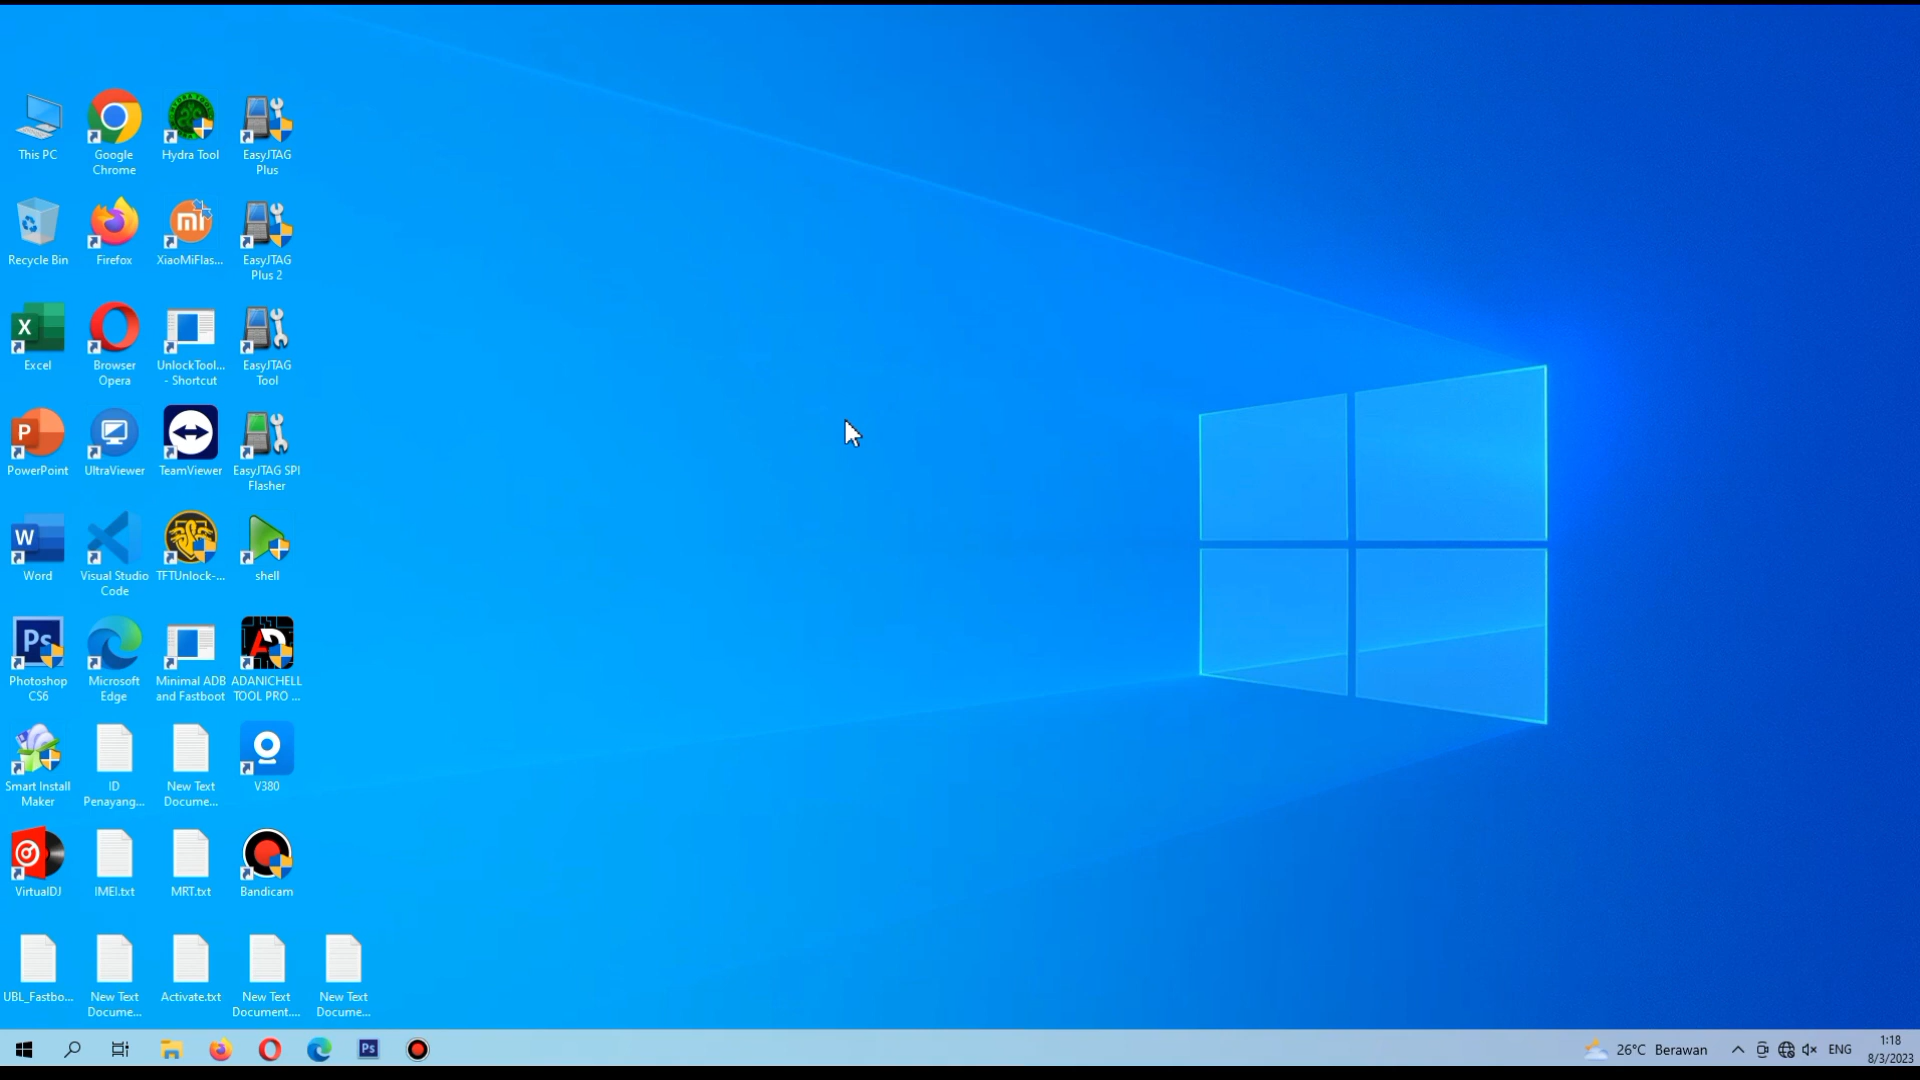 This PC
Google
Chrome
Hydra Tool
EasyJTAG
Plus
Recycle Bin
Firefox
XiaoMiFlas...
EasyJTAG
Plus 2
Excel
Browser
Opera
UnlockTool...
- Shortcut
EasyJTAG
Tool
PowerPoint
UltraViewer
TeamViewer
EasyJTAG SPI
Flasher
Word
Visual Studio
Code
TFTUnlock-...
shell
Photoshop
CS6
Microsoft
Edge
Minimal ADB
and Fastboot
ADANICHELL
TOOL PRO ...
Smart Install
Maker
ID
Penayang...
New Text
Docume...
V380
VirtualDJ
IMEI.txt
MRT.txt
Bandicam
UBL_Fastbo...
New Text
Docume...
Activate.txt
New Text
Document....
New Text
Docume...
26°C Berawan
ENG
1:18
8/3/2023